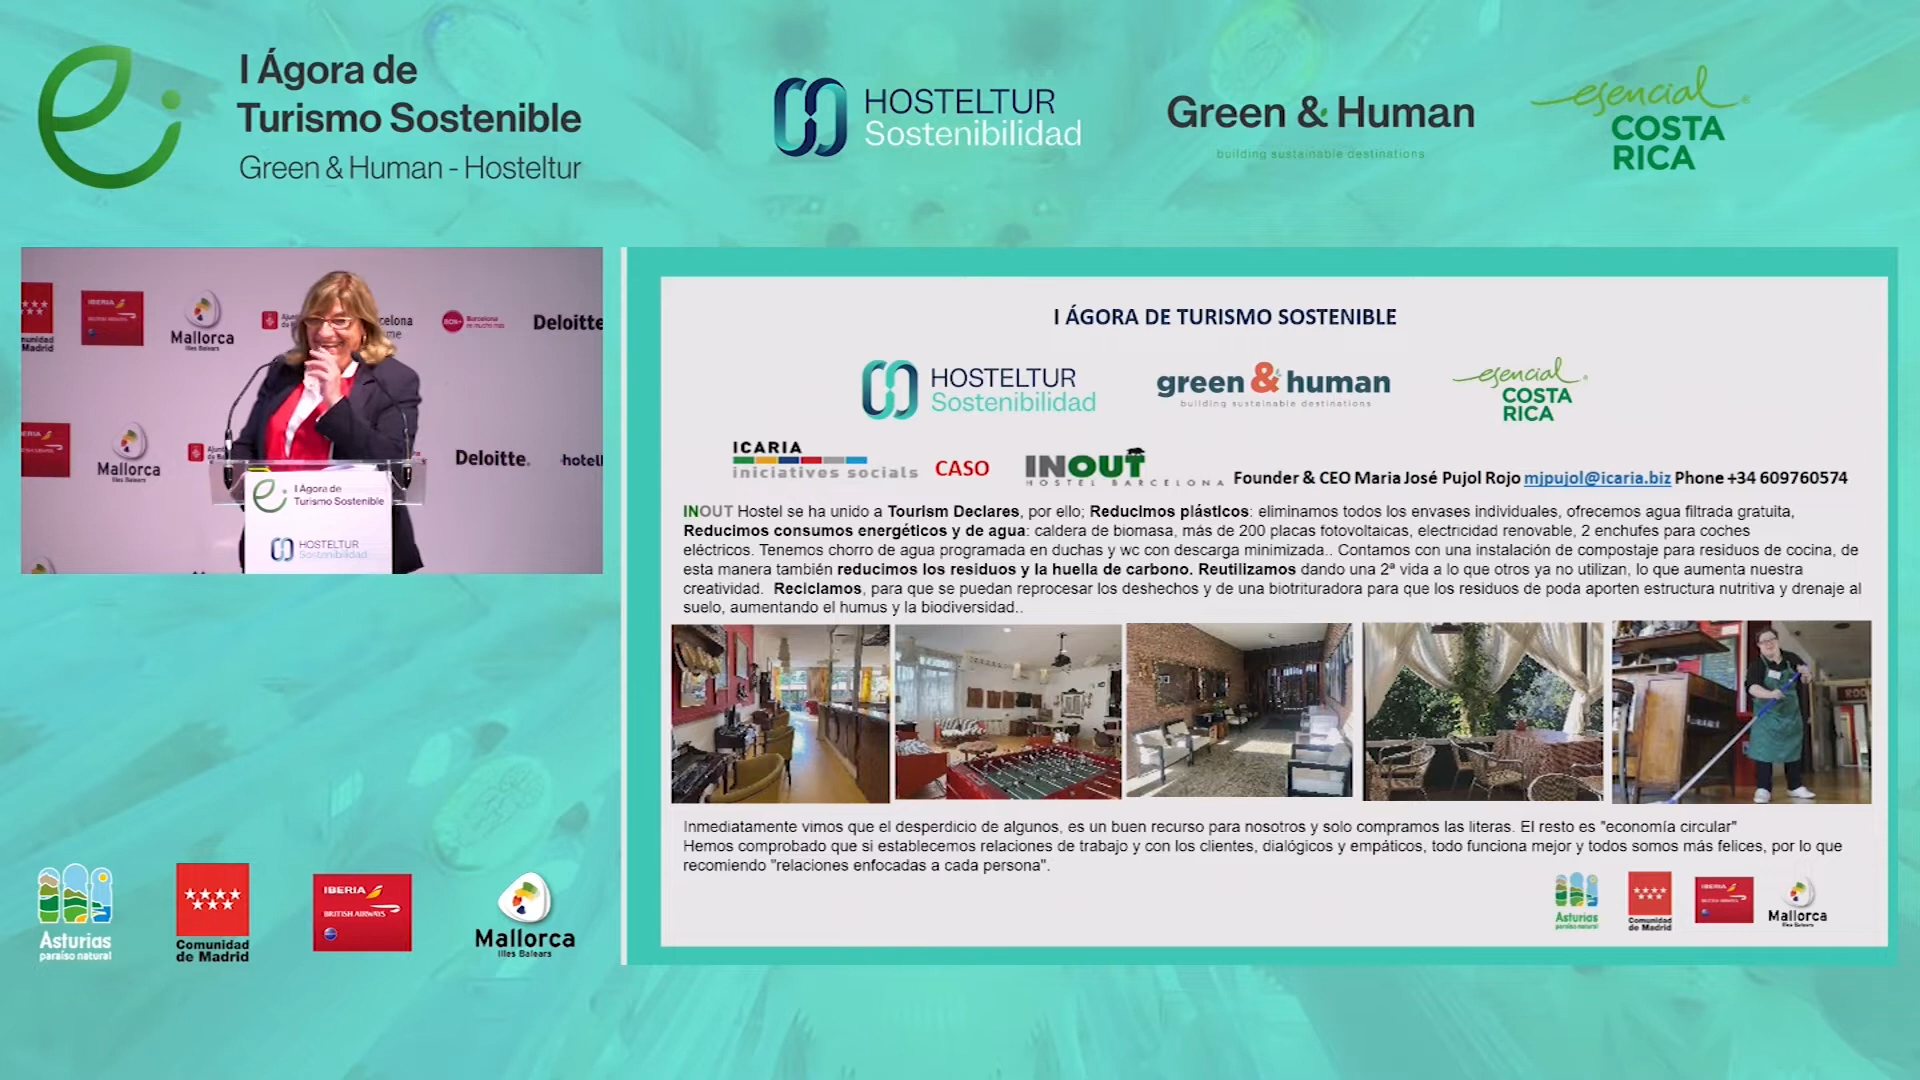 I Ágora de
Turismo Sostenible
Green & Human - Hosteltur
HOSTELTUR
Sostenibilidad
Green & Human
building sustainable destinations
esencial
COSTA
RICA
IBERIA
Mallorca
Illes Balears
Deloitte
Madrid
Barcelona
Mallorca
Illes Balears
Deloitte.
hotel
I Ágora de
Turismo Sostenible
HOSTELTUR
Sostenibilidad
I ÁGORA DE TURISMO SOSTENIBLE
HOSTELTUR
Sostenibilidad
green & human
building sustainable destinations
esencial
COSTA
RICA
ICARIA
iniciatives socials
CASO
INOUT
HOSTEL BARCELONA
Founder & CEO Maria José Pujol Rojo mjpujol@icaria.biz Phone +34 609760574
INOUT Hostel se ha unido a Tourism Declares, por ello; Reducimos plásticos: eliminamos todos los envases individuales, ofrecemos agua filtrada gratuita,
Reducimos consumos energéticos y de agua: caldera de biomasa, más de 200 placas fotovoltaicas, electricidad renovable, 2 enchufes para coches
eléctricos. Tenemos chorro de agua programada en duchas y wc con descarga minimizada.. Contamos con una instalación de compostaje para residuos de cocina, de
esta manera también reducimos los residuos y la huella de carbono. Reutilizamos dando una 2ª vida a lo que otros ya no utilizan, lo que aumenta nuestra
creatividad. Reciclamos, para que se puedan reprocesar los deshechos y de una biotrituradora para que los residuos de poda aporten estructura nutritiva y drenaje al
suelo, aumentando el humus y la biodiversidad..
Inmediatamente vimos que el desperdicio de algunos, es un buen recurso para nosotros y solo compramos las literas. El resto es "economía circular"
Hemos comprobado que si establecemos relaciones de trabajo y con los clientes, dialógicos y empáticos, todo funciona mejor y todos somos más felices, por lo que
recomiendo "relaciones enfocadas a cada persona".
Asturias
paraíso natural
Comunidad
de Madrid
Mallorca
Illes Balears
Asturias
paraíso natural
Comunidad
de Madrid
IBERIA
BRITISH AIRWAYS
Mallorca
Illes Balears